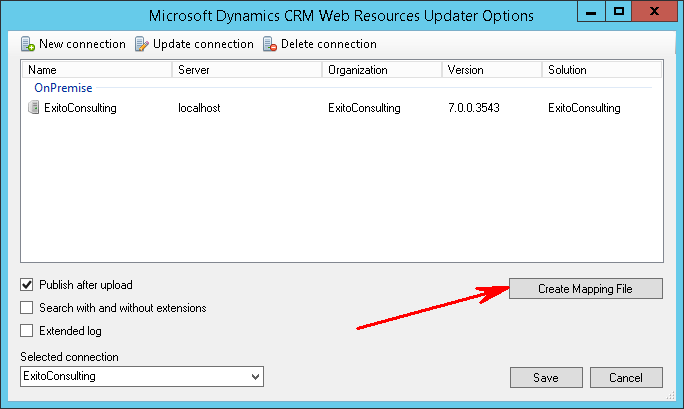 Microsoft Dynamics CRM Web Resources Updater Options
New connection Update connection Delete connection
Name Server Organization Version Solution
OnPremise
ExitoConsulting localhost ExitoConsulting 7.0.0.3543 ExitoConsulting
Publish after upload
Create Mapping File
Search with and without extensions
Extended log
Selected connection
ExitoConsulting
Save Cancel